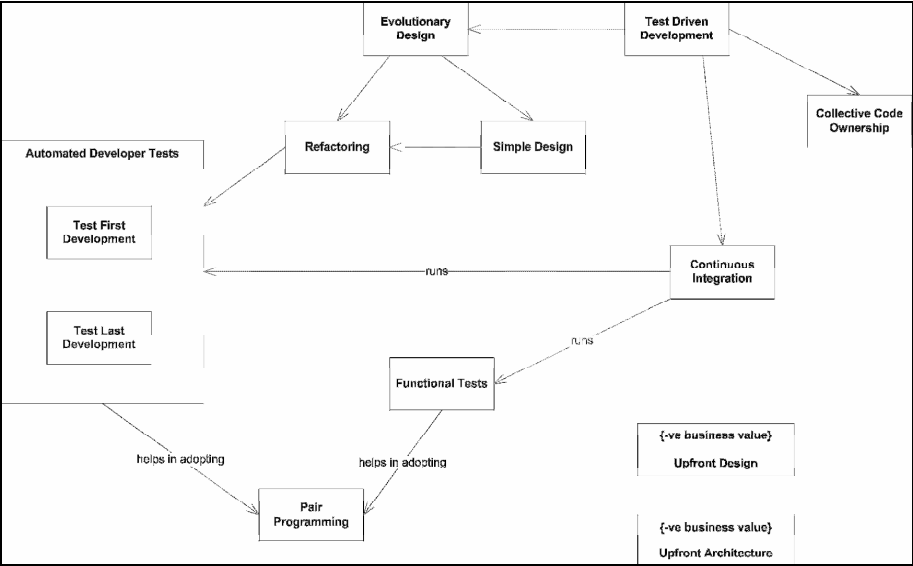 Evolutionary
Design
Test Driven
Development
Collective Code
Ownership
Refactoring
Simple Design
Automated Developer Tests
Test First
Development
runs
Continuous
Integration
Test Last
Development
runs
Functional Tests
helps in adopting
helps in adopting
{-ve business value}
Upfront Design
Pair
Programming
{-ve business value}
Upfront Architecture